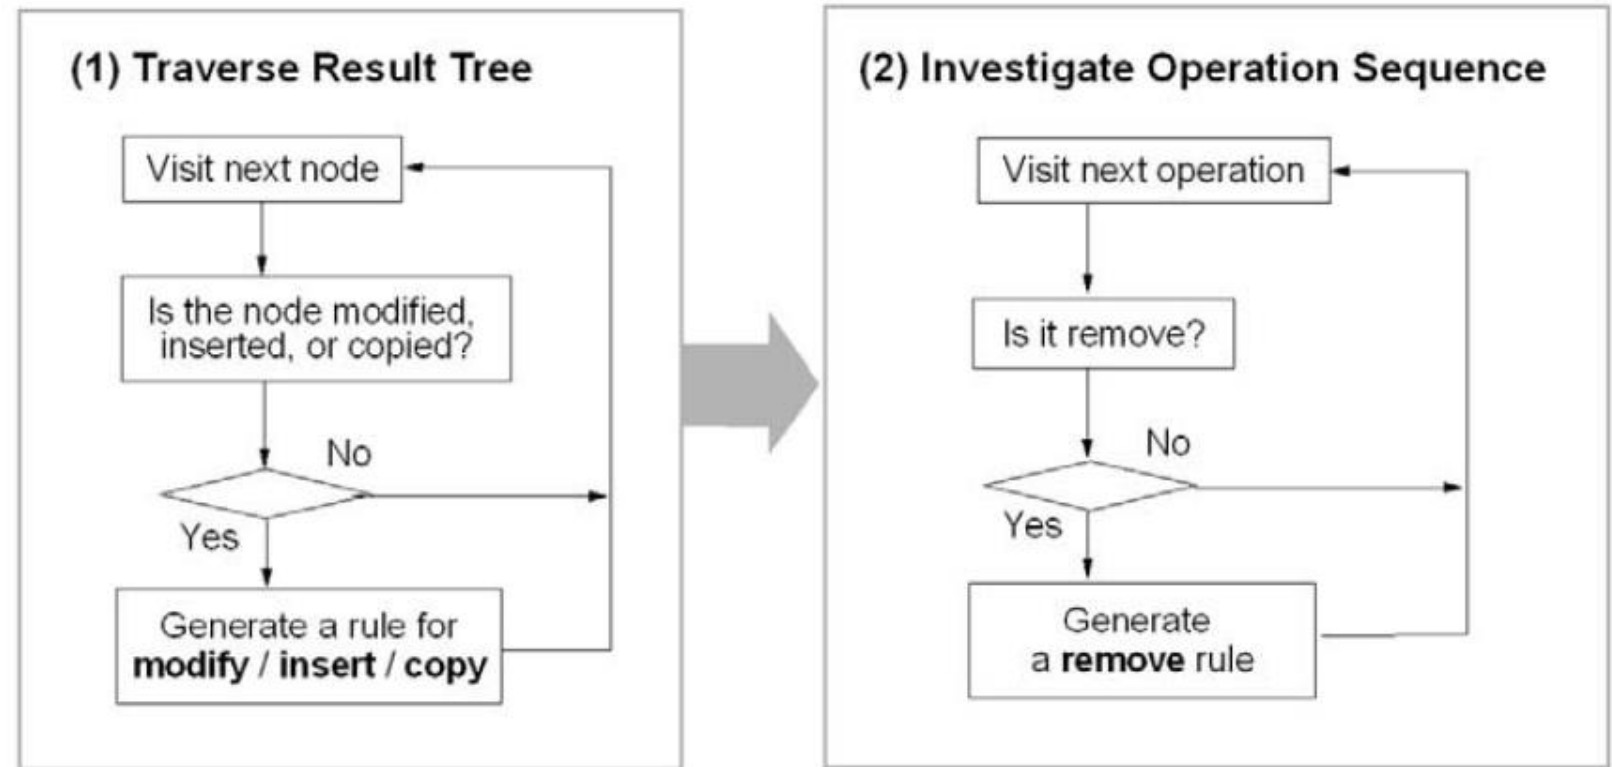 (1) Traverse Result Tree
Visit next node
Is the node modified,
inserted, or copied?
No
Yes
Generate a rule for
modify / insert / copy
(2) Investigate Operation Sequence
Visit next operation
Is it remove?
No
Yes
Generate
a remove rule